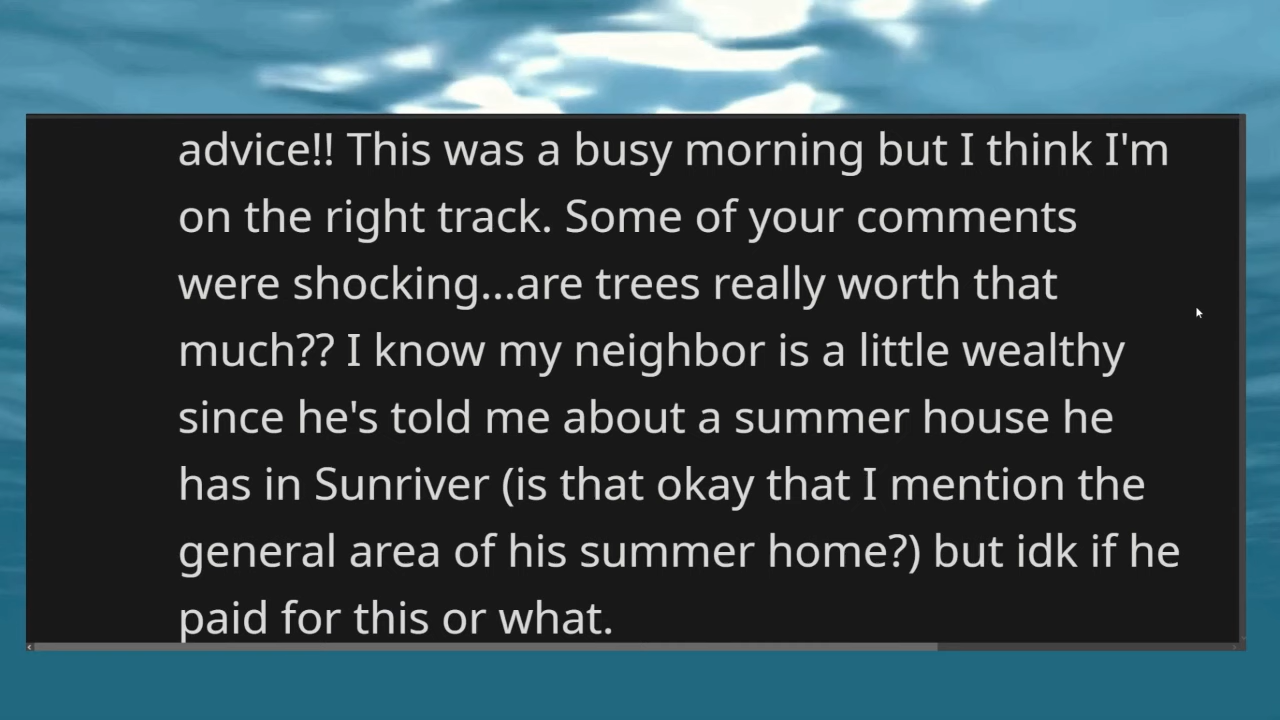 advice!! This was a busy morning but I think I'm
on the right track. Some of your comments
were shocking...are trees really worth that
much?? I know my neighbor is a little wealthy
since he's told me about a summer house he
has in Sunriver (is that okay that I mention the
general area of his summer home?) but idk if he
paid for this or what.